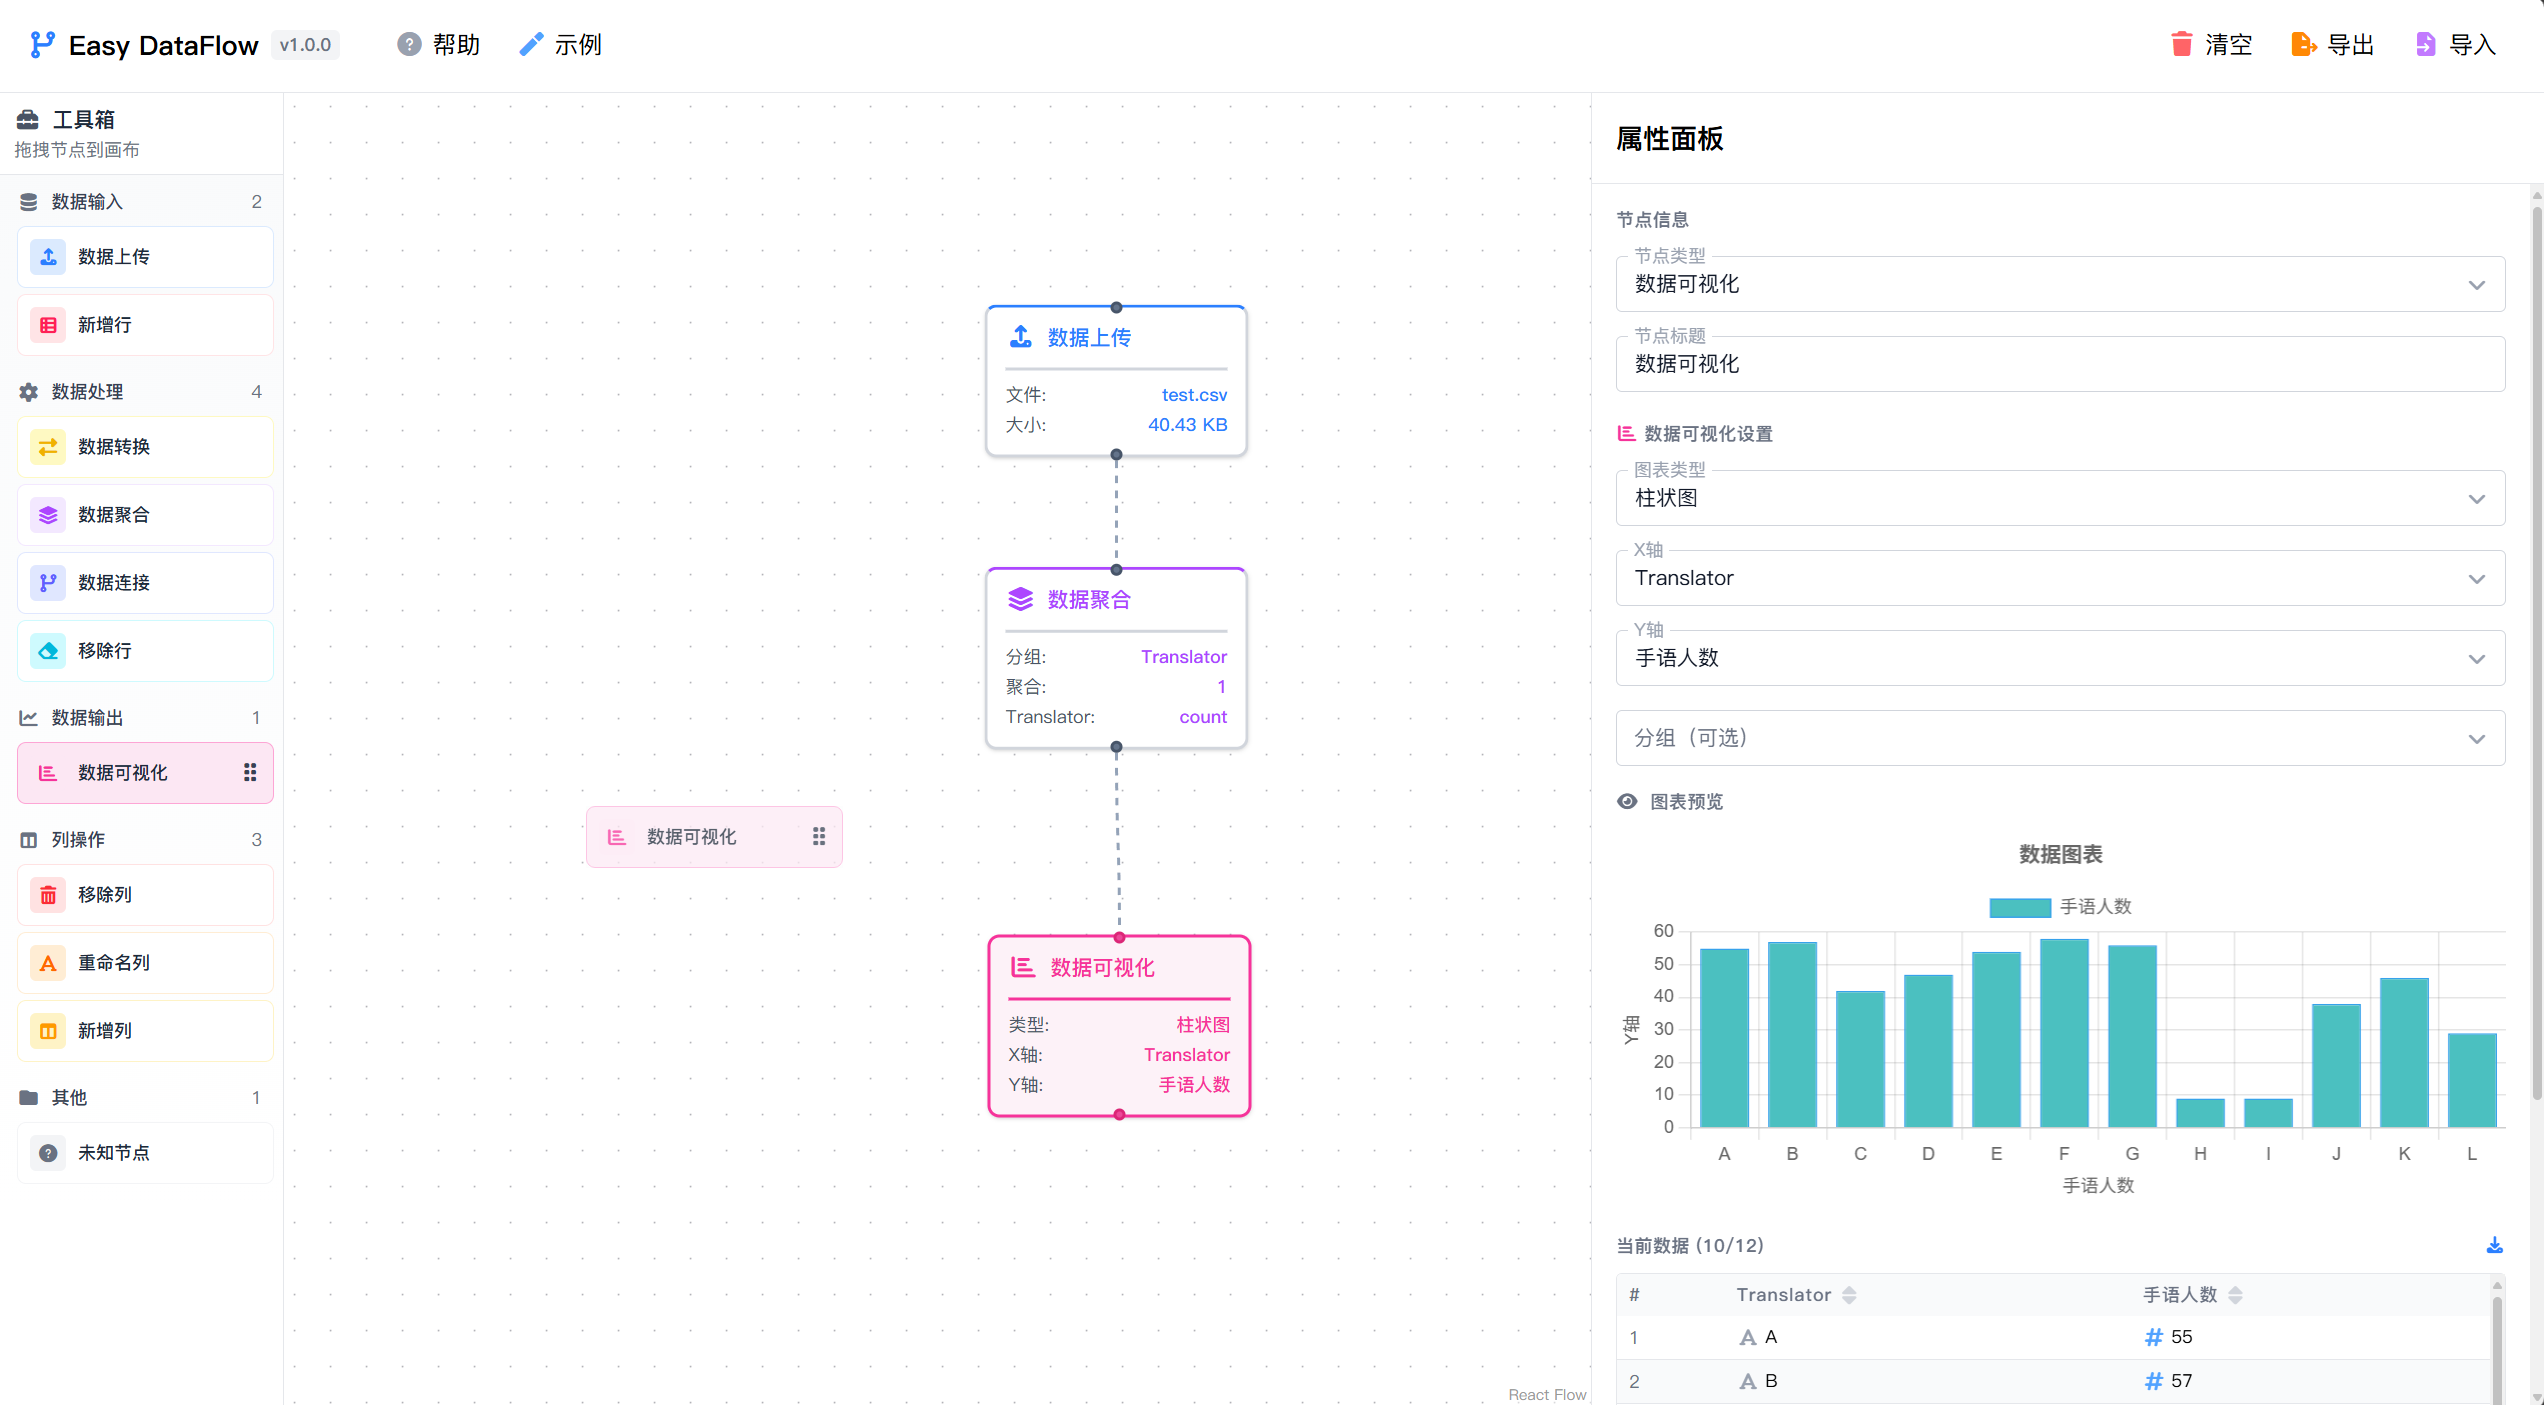 Easy DataFlow v1.0.0 帮助 示例 清空 导出 导入
工具箱
拖拽节点到画布
数据输入 2
数据上传
新增行
数据处理 4
数据转换
数据聚合
数据连接
移除行
数据输出 1
数据可视化
列操作 3
移除列
重命名列
新增列
其他 1
未知节点
数据上传
文件: test.csv
大小: 40.43 KB
数据聚合
分组: Translator
聚合: 1
Translator: count
数据可视化
数据可视化
类型: 柱状图
X轴: Translator
Y轴: 手语人数
React Flow
属性面板
节点信息
节点类型
数据可视化
节点标题
数据可视化
数据可视化设置
图表类型
柱状图
X轴
Translator
Y轴
手语人数
分组（可选）
图表预览
数据图表
手语人数
60
50
40
30
20
10
0
Y轴
A B C D E F G H I J K L
手语人数
当前数据 (10/12)
# Translator 手语人数
1 A A # 55
2 A B # 57